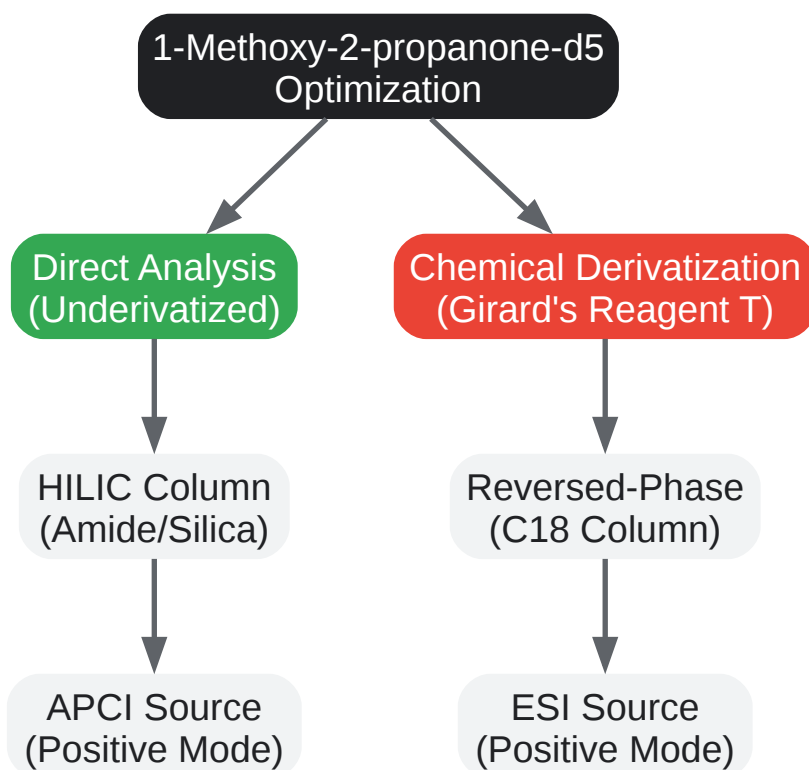 1-Methoxy-2-propanone-d5
Optimization
Direct Analysis
(Underivatized)
Chemical Derivatization
(Girard's Reagent T)
HILIC Column
(Amide/Silica)
Reversed-Phase
(C18 Column)
APCI Source
(Positive Mode)
ESI Source
(Positive Mode)